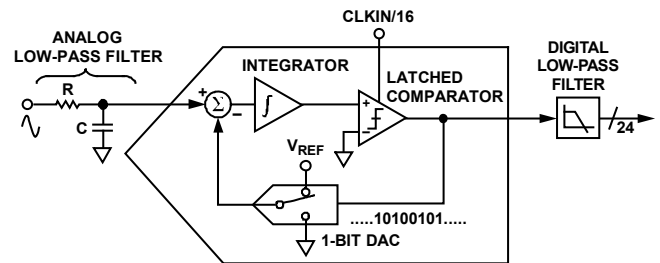 ANALOG
LOW-PASS FILTER
R
C
+
Σ
–
INTEGRATOR
∫
CLKIN/16
LATCHED
COMPARATOR
+
–
DIGITAL
LOW-PASS
FILTER
24
VREF
.....10100101.....
1-BIT DAC